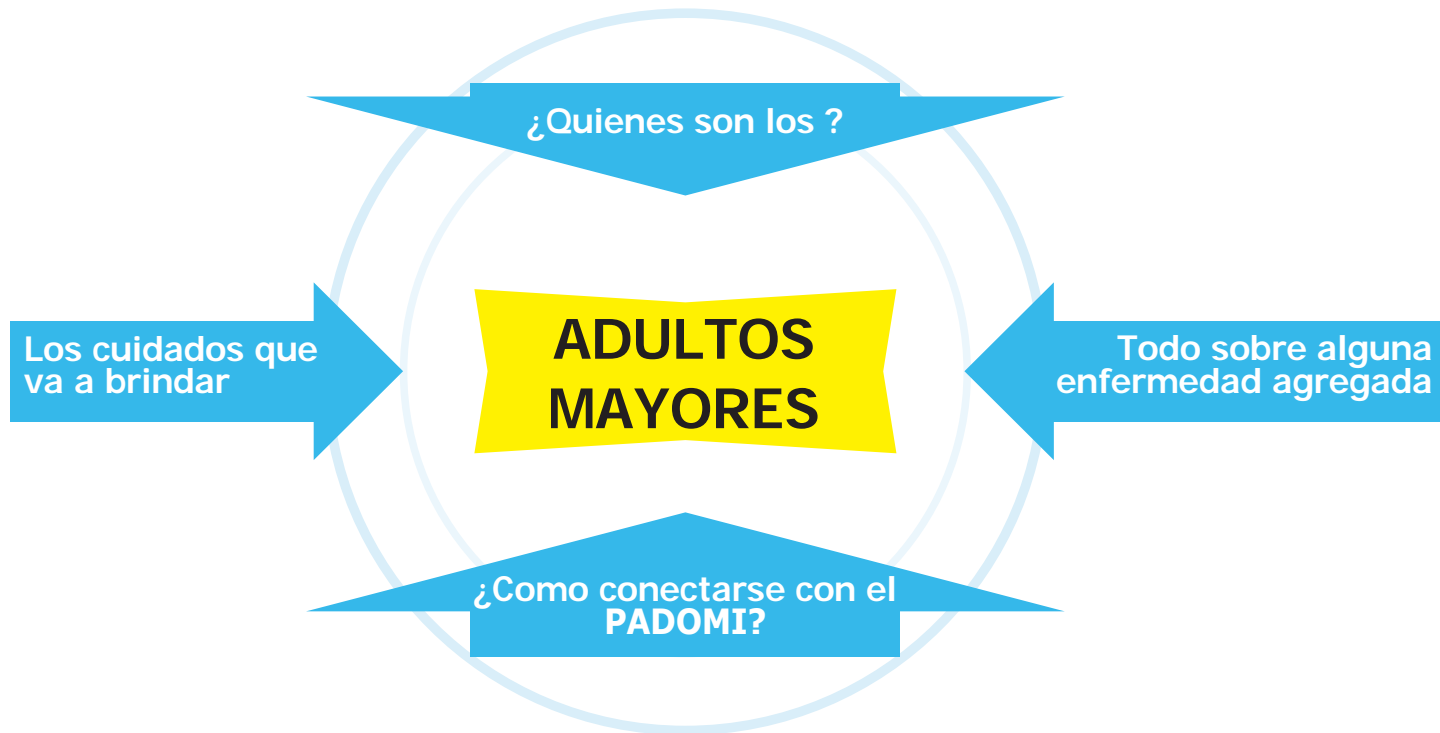 ¿Quienes son los ?
Los cuidados que
va a brindar
ADULTOS
MAYORES
Todo sobre alguna
enfermedad agregada
¿Como conectarse con el
PADOMI?